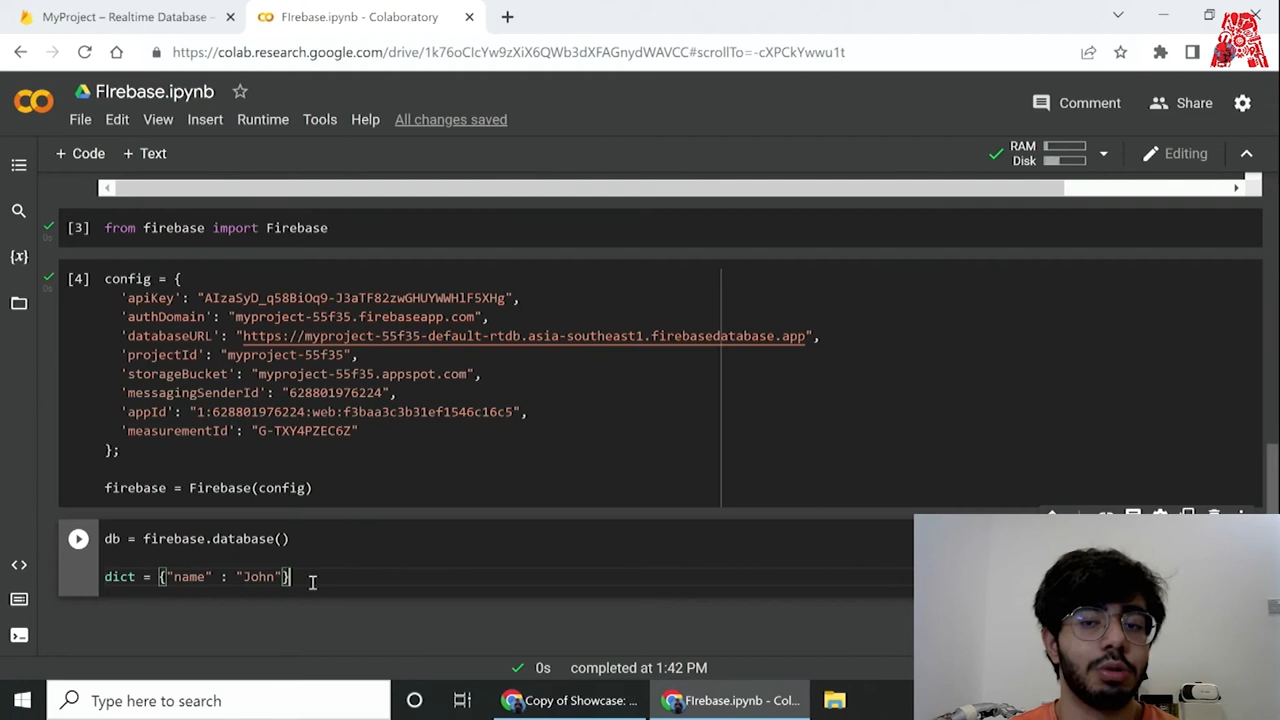 MyProject – Realtime Database –
FIrebase.ipynb - Colaboratory
https://colab.research.google.com/drive/1k76oCIcYw9zXiX6QWb3dXFAGnydWAVCC#scrollTo=-cXPCkYwwu1t
FIrebase.ipynb
Comment
Share
File Edit View Insert Runtime Tools Help All changes saved
+ Code + Text
RAM
Disk
Editing
[3] from firebase import Firebase
0s
[4] config = {
0s
'apiKey': "AIzaSyD_q58BiOq9-J3aTF82zwGHUYWWHlF5XHg",
'authDomain': "myproject-55f35.firebaseapp.com",
'databaseURL': "https://myproject-55f35-default-rtdb.asia-southeast1.firebasedatabase.app",
'projectId': "myproject-55f35",
'storageBucket': "myproject-55f35.appspot.com",
'messagingSenderId': "628801976224",
'appId': "1:628801976224:web:f3baa3c3b31ef1546c16c5",
'measurementId': "G-TXY4PZEC6Z"
};
firebase = Firebase(config)
db = firebase.database()
dict = {"name" : "John"}
0s completed at 1:42 PM
Type here to search
Copy of Showcase: ...
FIrebase.ipynb - Col...